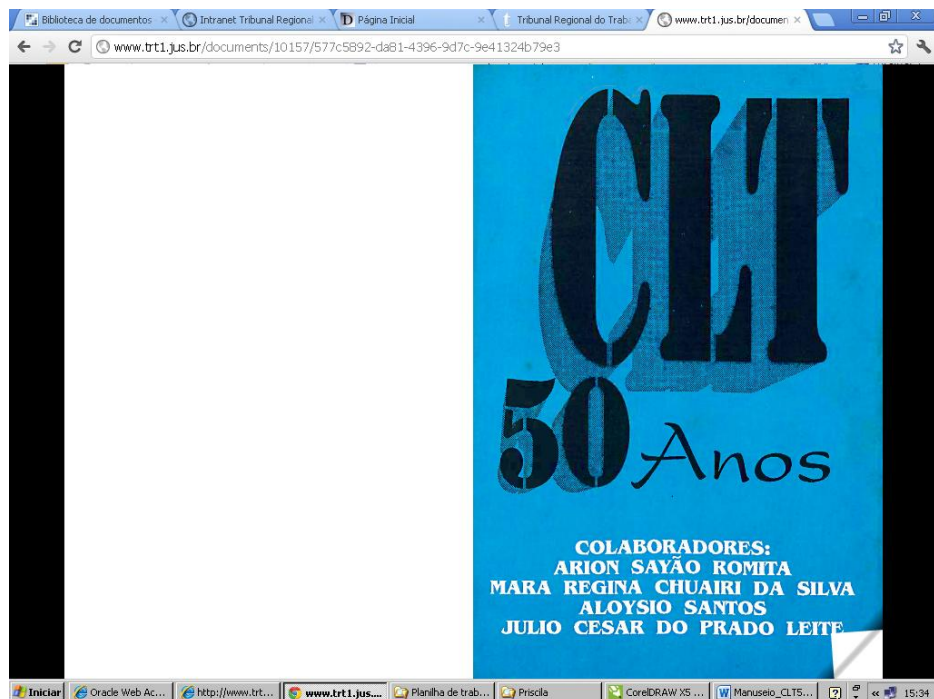 Biblioteca de documentos
Intranet Tribunal Regional
Página Inicial
Tribunal Regional do Trab
www.trt1.jus.br/documen
www.trt1.jus.br/documents/10157/577c5892-da81-4396-9d7c-9e41324b79e3
CLT
50 Anos
COLABORADORES:
ARION SAYÃO ROMITA
MARA REGINA CHUAIRI DA SILVA
ALOYSIO SANTOS
JULIO CESAR DO PRADO LEITE
Iniciar
Oracle Web Ac...
http://www.trt...
www.trt1.jus....
Planilha de trab...
Priscila
CorelDRAW X5 ...
Manuseio_CLT5...
15:34